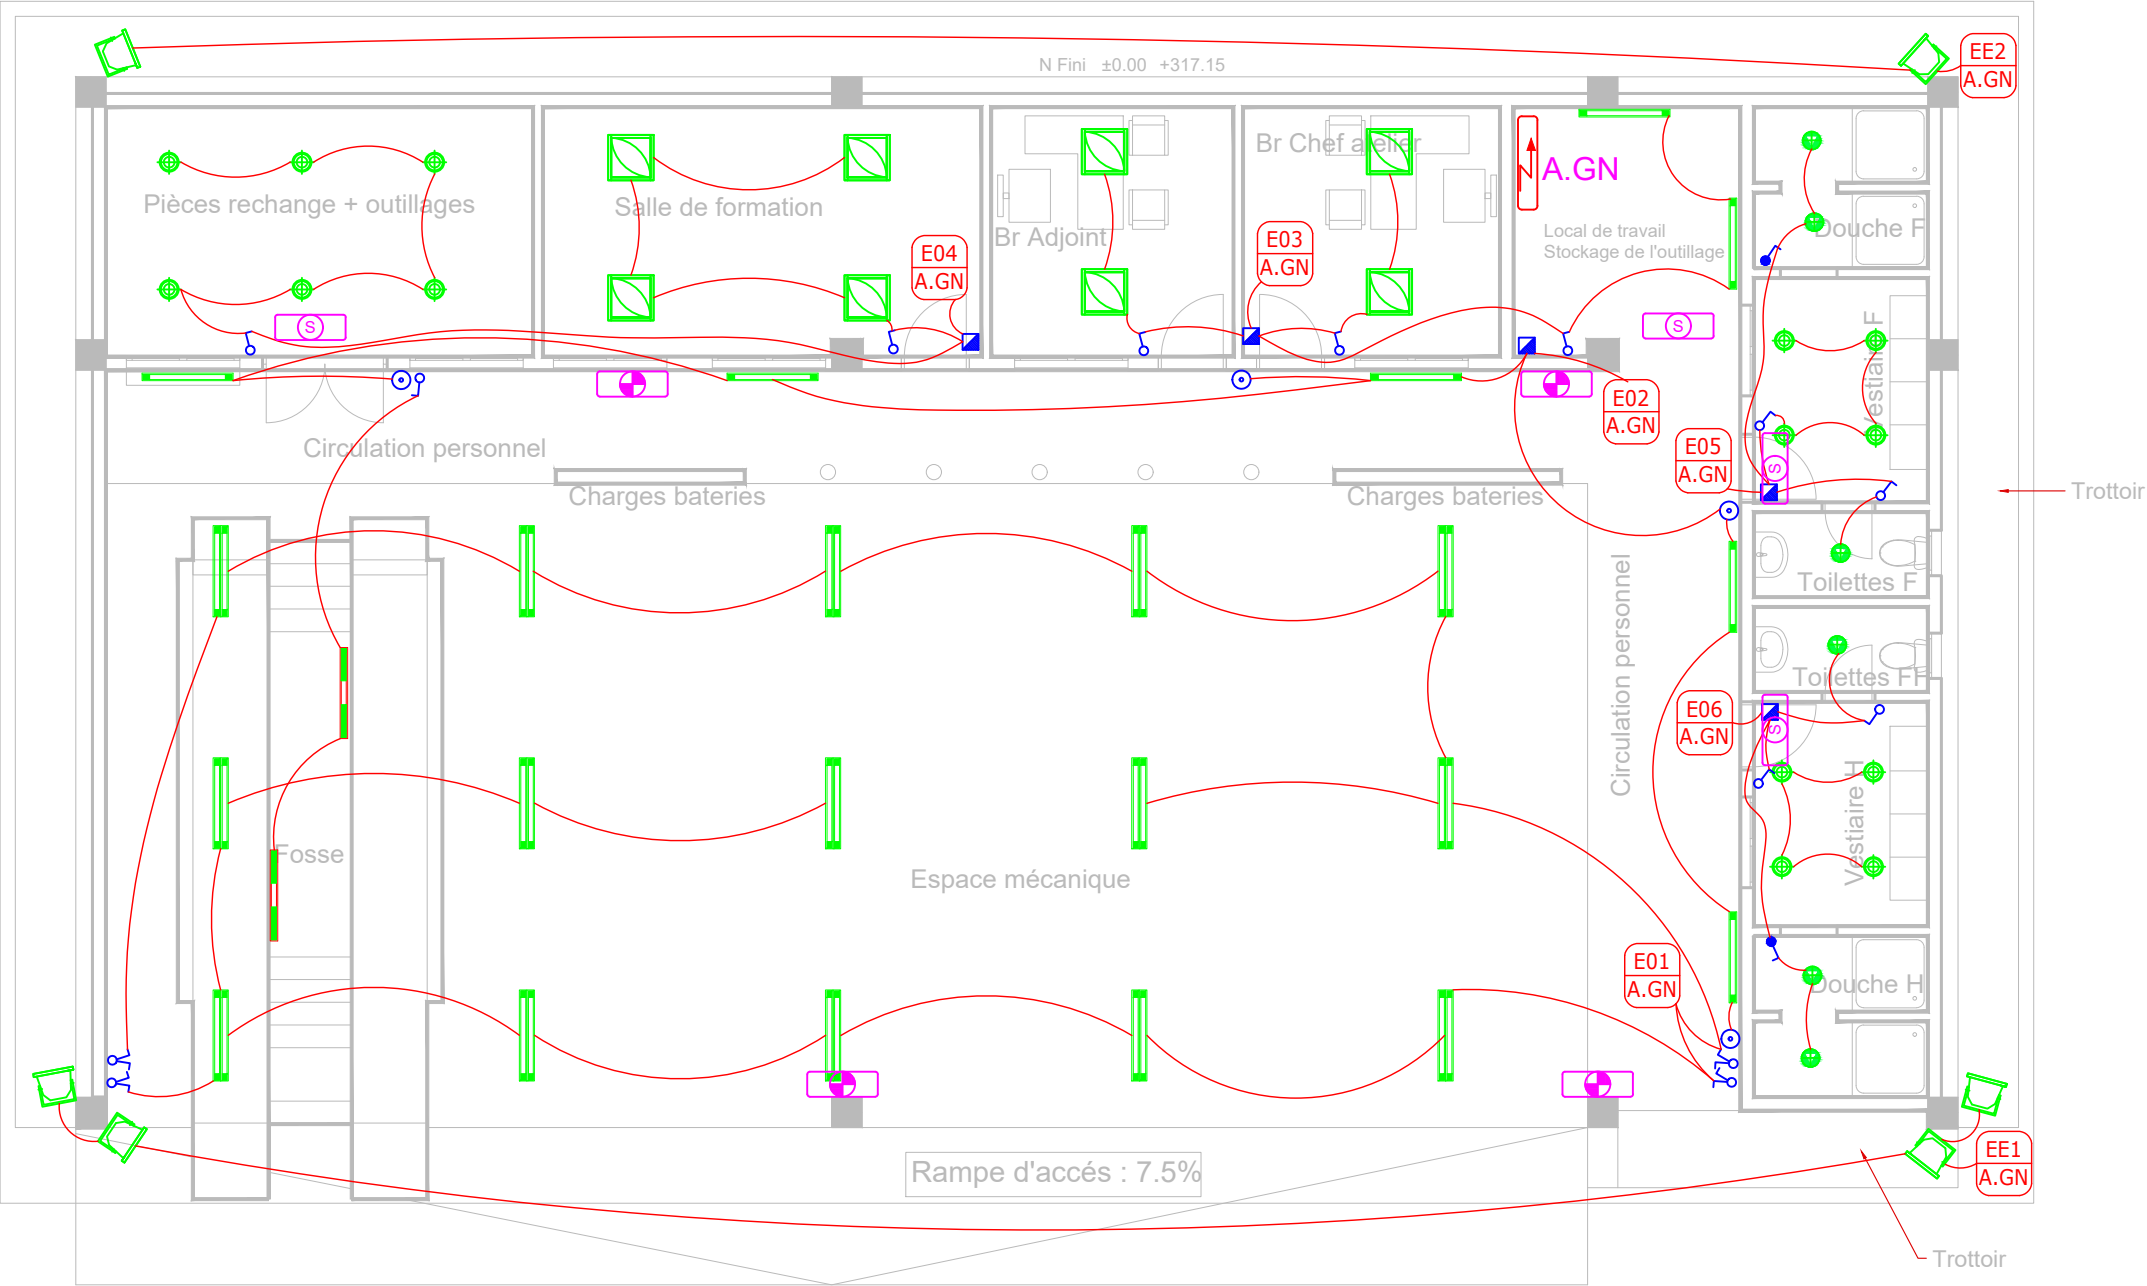 EE2
A.GN
N Fini ±0.00 +317.15
Br Chef atelier
A.GN
Pièces rechange + outillages
Salle de formation
Br Adjoint
E04
A.GN
E03
A.GN
Local de travail
Stockage de l'outillage
Douche F
S
S
Vestiaire F
E02
A.GN
Circulation personnel
E05
A.GN
S
Charges bateries
Charges bateries
Trottoir
Circulation personnel
Toilettes F
Toilettes FH
E06
A.GN
S
Vestiaire H
Fosse
Espace mécanique
E01
A.GN
Douche H
Rampe d'accés : 7.5%
EE1
A.GN
Trottoir